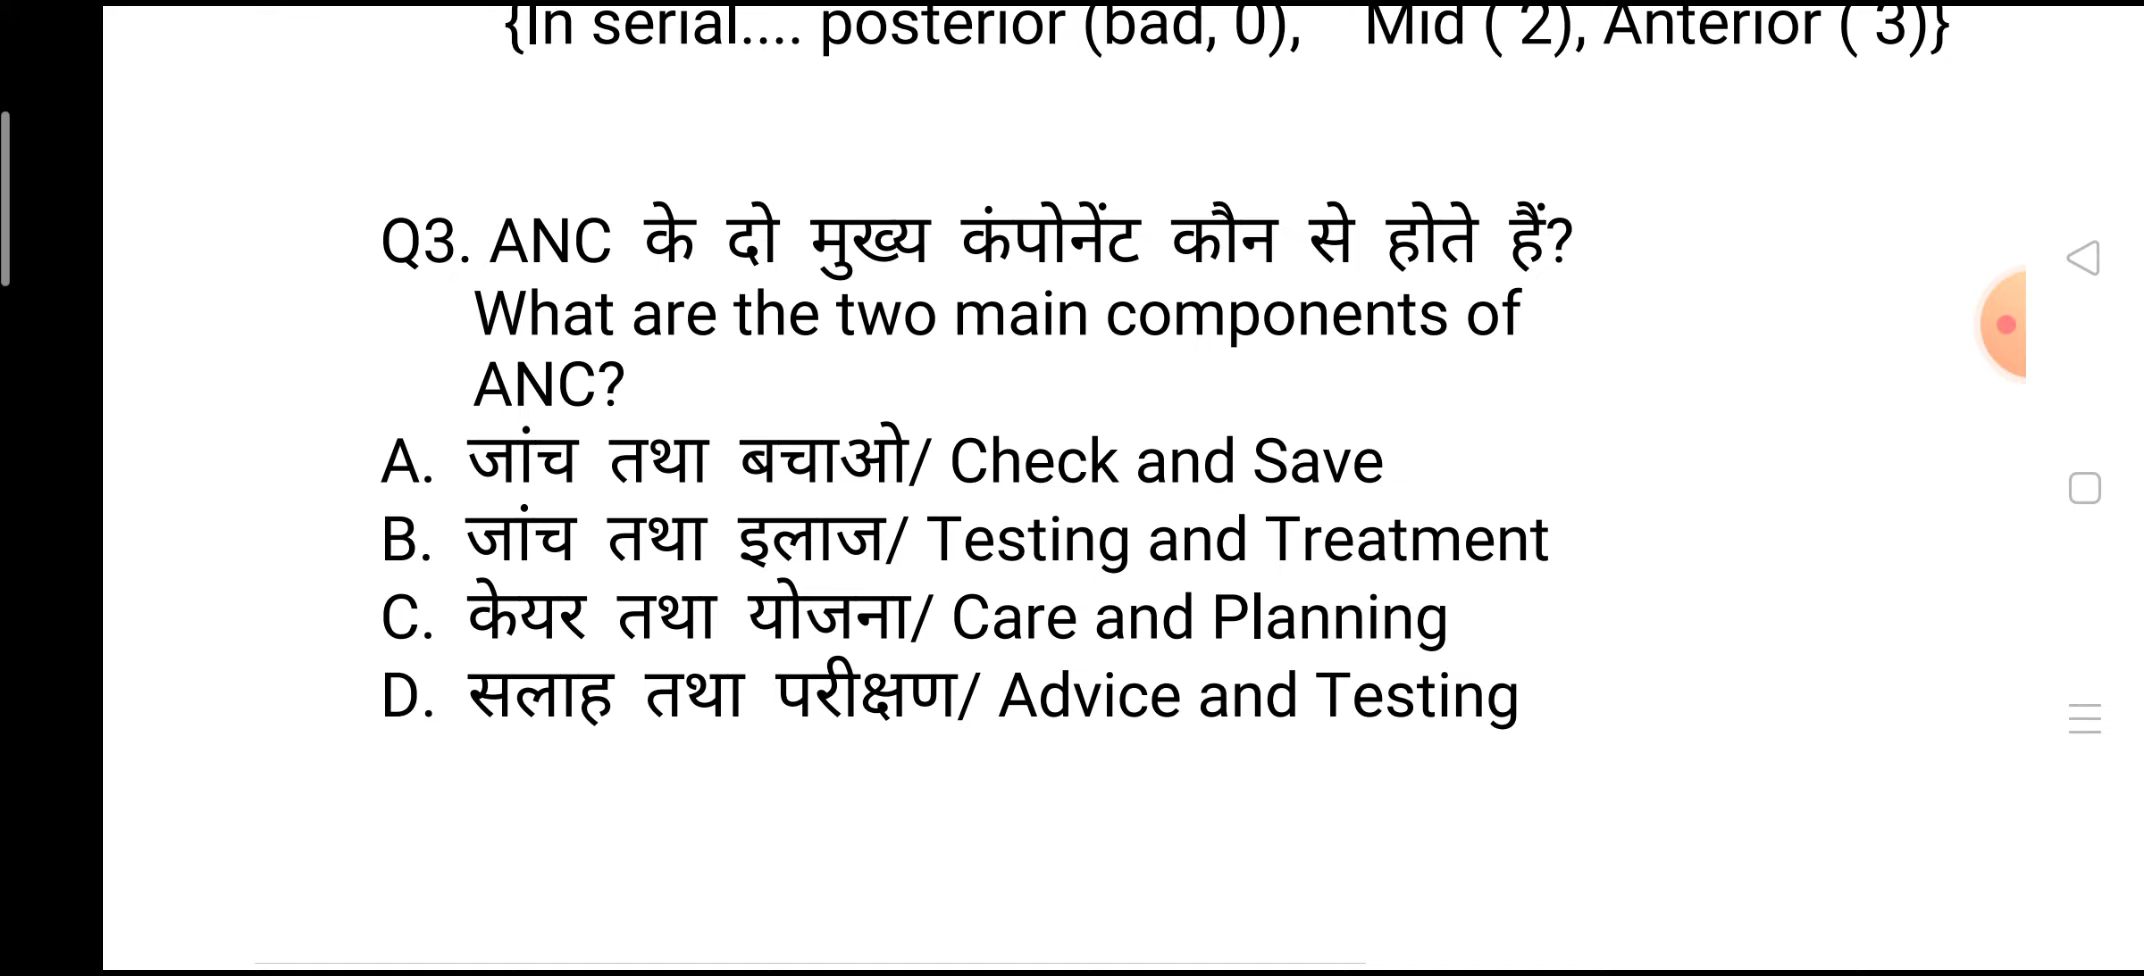 {In serial.... posterior (bad, 0), Mid ( 2), Anterior ( 3)}
Q3. ANC के दो मुख्य कंपोनेंट कौन से होते हैं?
What are the two main components of
ANC?
A. जांच तथा बचाओ/ Check and Save
B. जांच तथा इलाज/ Testing and Treatment
C. केयर तथा योजना/ Care and Planning
D. सलाह तथा परीक्षण/ Advice and Testing